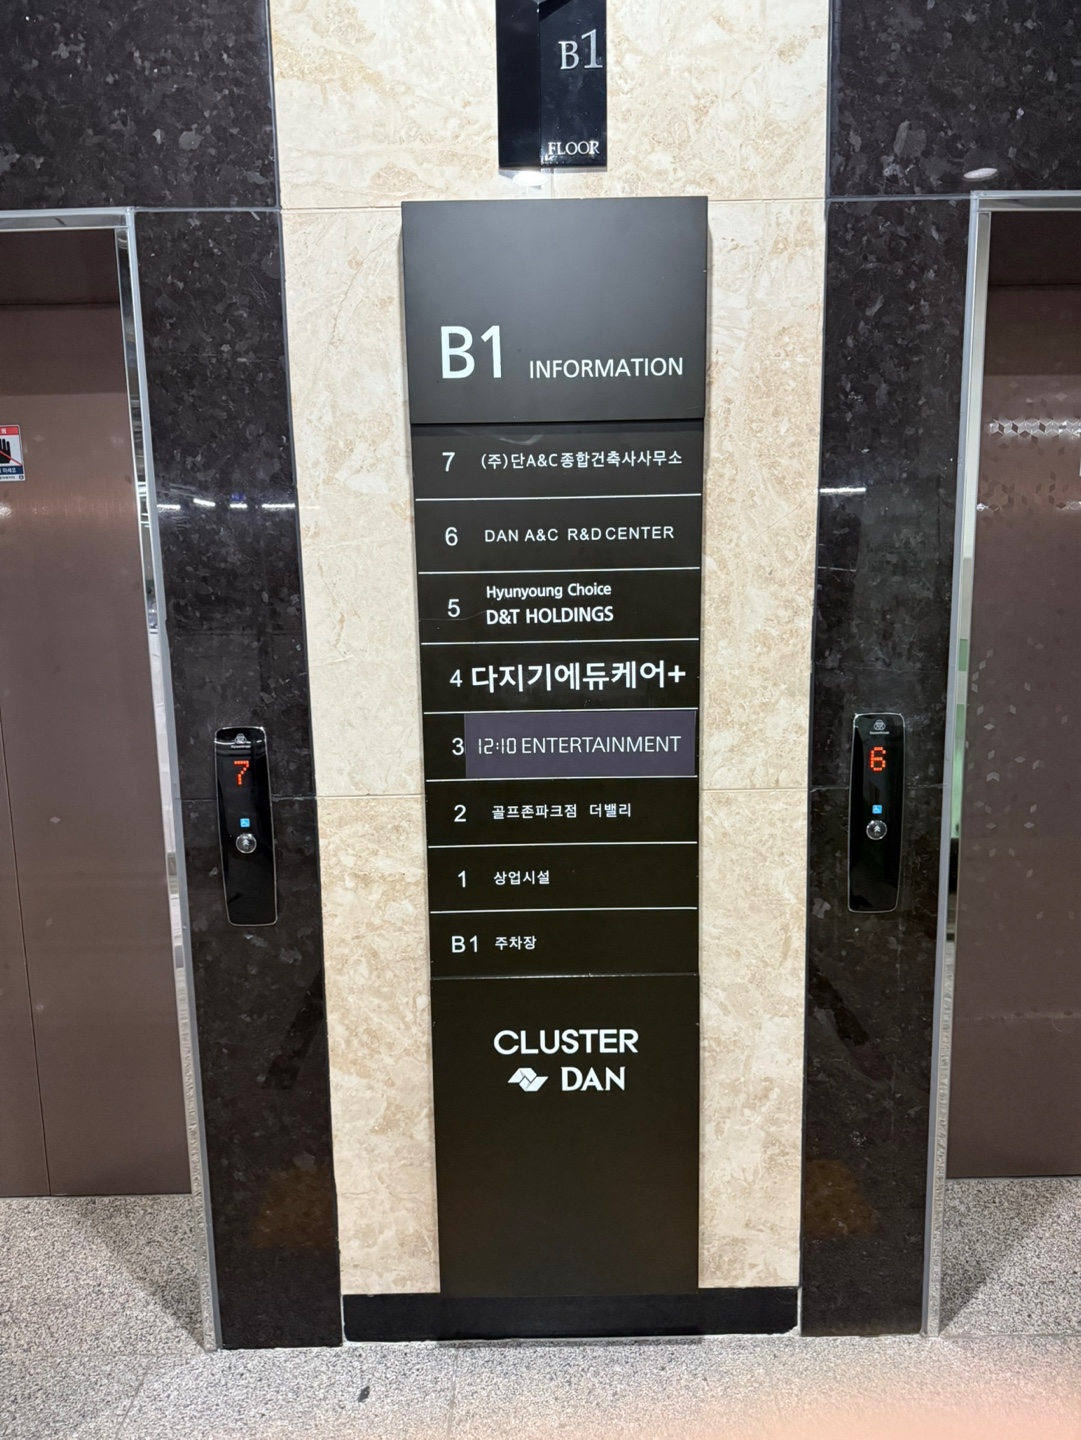 B1
FLOOR
B1 INFORMATION
7 (주)단A&C종합건축사사무소
6 DAN A&C R&D CENTER
5 Hyunyoung Choice
D&T HOLDINGS
4 다지기에듀케어+
3 12:10 ENTERTAINMENT
2 골프존파크점 더밸리
1 상업시설
B1 주차장
CLUSTER
DAN
7
6